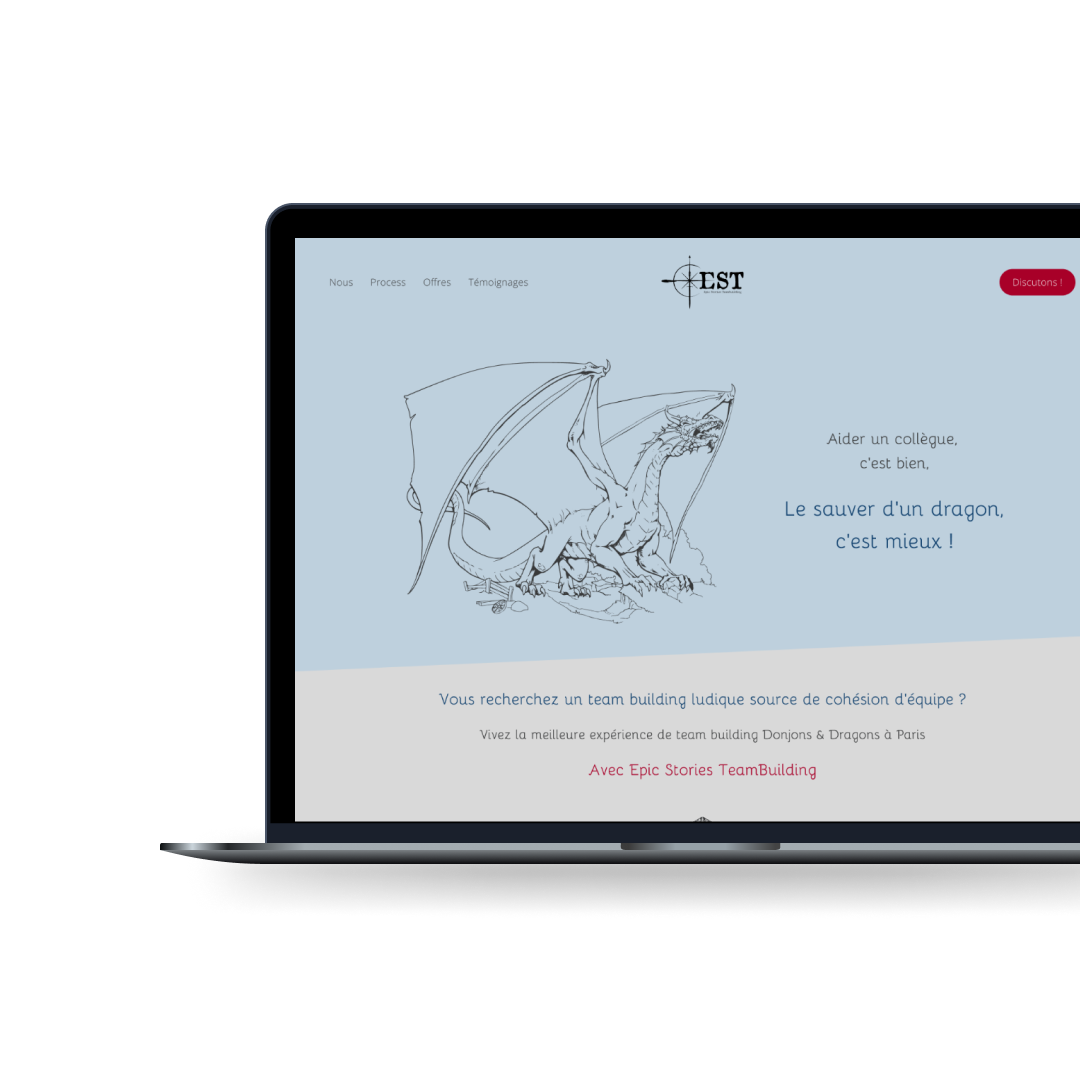 Nous Process Offres Témoignages
EST
Discutons !
Aider un collègue,
c'est bien,
Le sauver d'un dragon,
c'est mieux !
Vous recherchez un team building ludique source de cohésion d'équipe ?
Vivez la meilleure expérience de team building Donjons & Dragons à Paris
Avec Epic Stories TeamBuilding